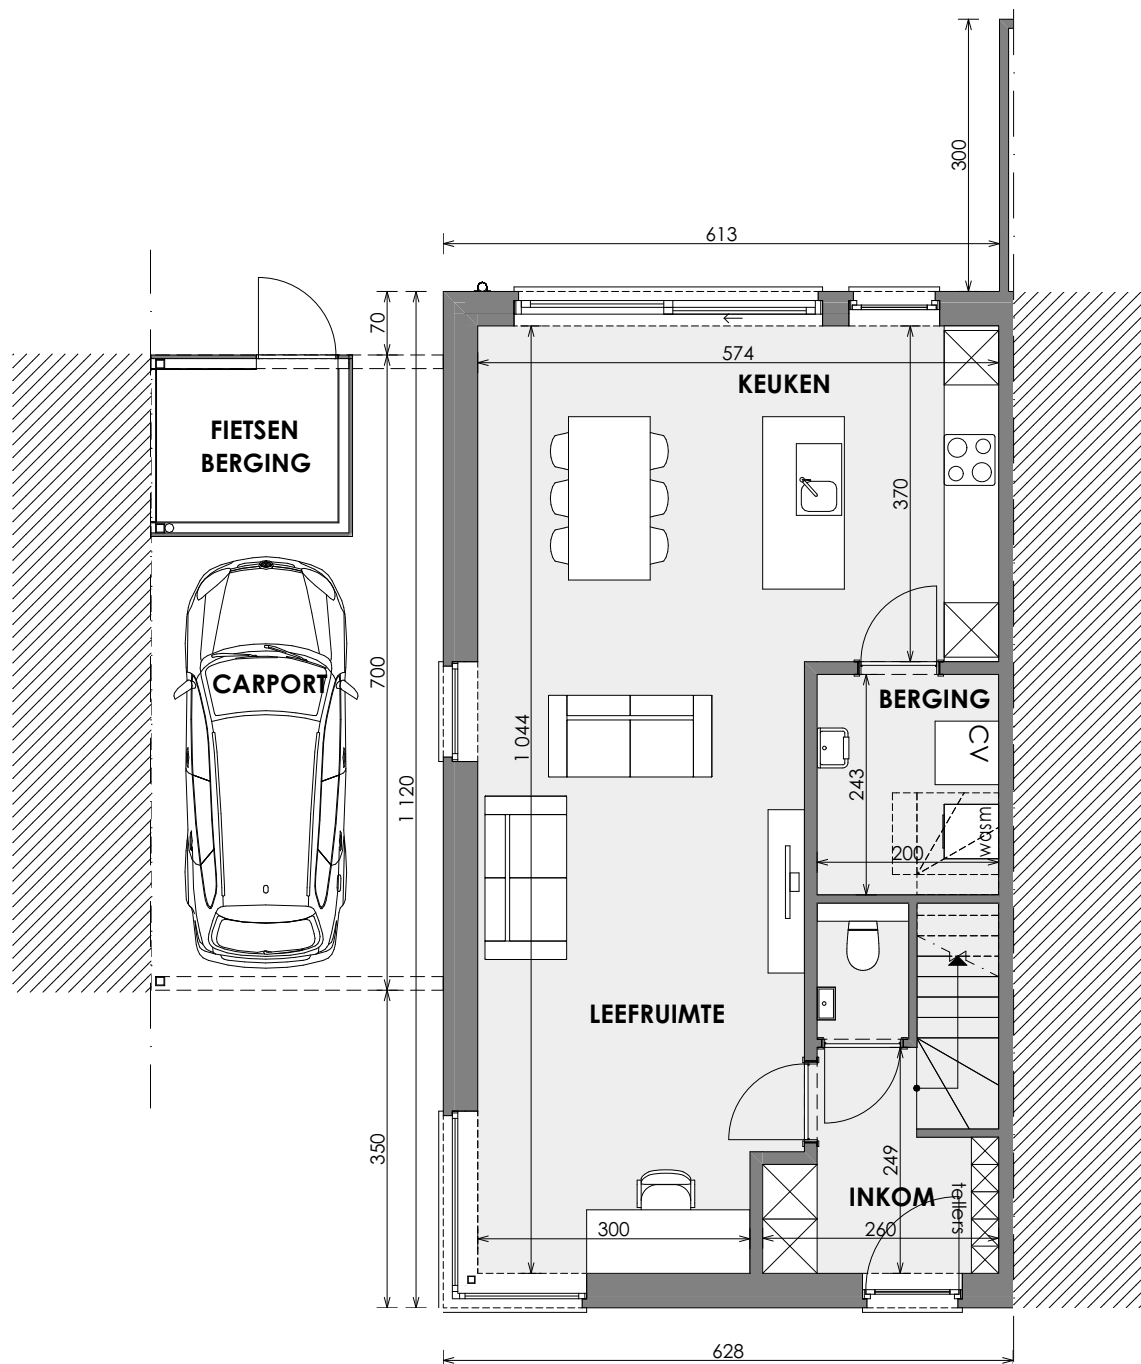 300
613
70
574
KEUKEN
FIETSEN
BERGING
370
CARPORT
700
BERGING
CV
1 044
243
1 120
wasm
200
LEEFRUIMTE
350
249
INKOM
tellers
300
260
628